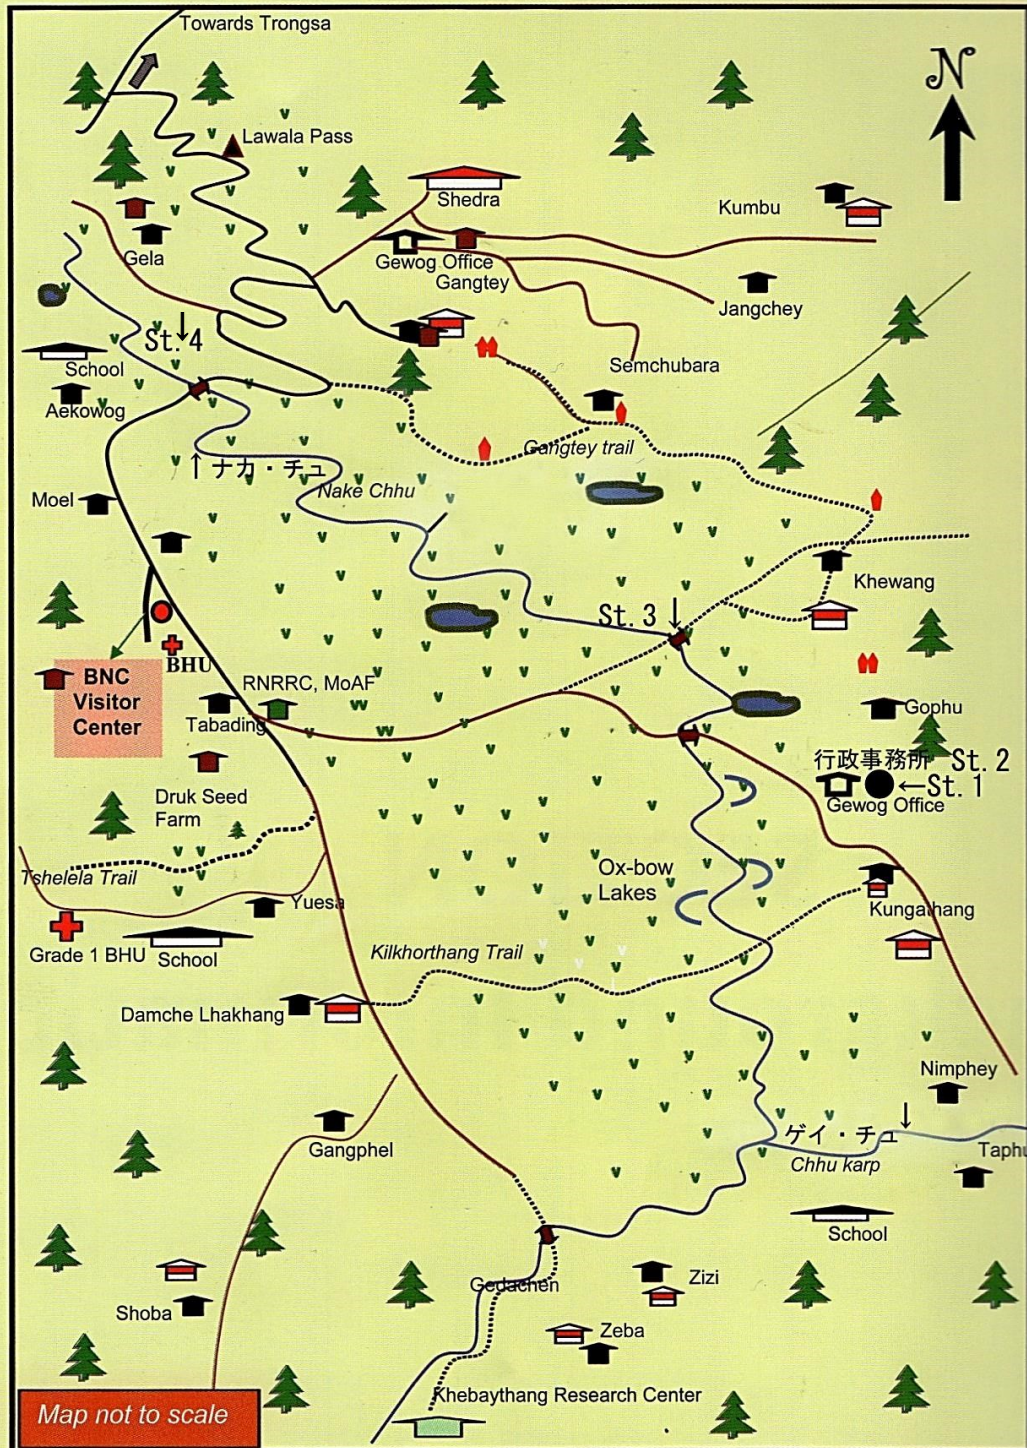 Towards Trongsa
N
Lawala Pass
Shedra
Kumbu
Gela
Gewog Office
Gangtey
Jangchey
St.4
School
Semchubara
Aekowog
Gangtey trail
↑ ナカ・チュ
Nake Chhu
Moel
Khewang
St.3
BHU
BNC
Visitor
Center
RNRRC, MoAF
Tabading
Gophu
行政事務所 St.2
←St.1
Gewog Office
Druk Seed
Farm
Tshelela Trail
Ox-bow
Lakes
Yuesa
Kungathang
Grade 1 BHU
School
Kilkhorthang Trail
Damche Lhakhang
Nimphey
Gangphel
ゲイ・チュ
Chhu karp
Taphu
School
Gedachen
Zizi
Shoba
Zeba
Khebaythang Research Center
Map not to scale